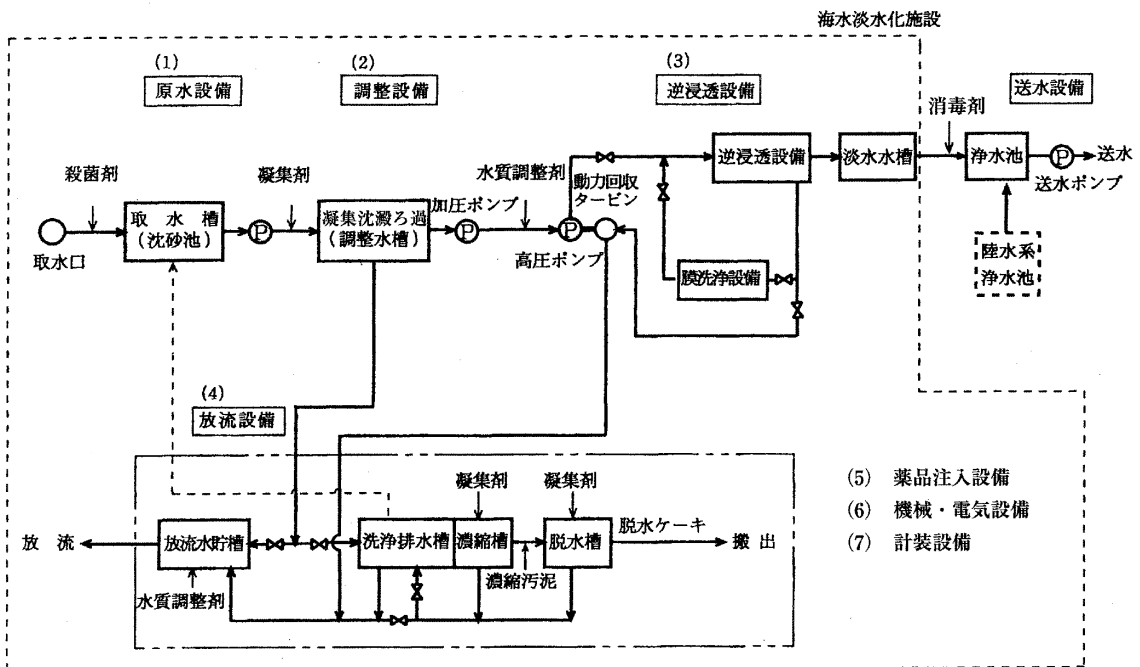 海水淡水化施設
(1)
原水設備
(2)
調整設備
(3)
逆浸透設備
送水設備
消毒剤
殺菌剤
凝集剤
水質調整剤
動力回収
タービン
加圧ポンプ
取水口
取水槽
(沈砂池)
P
凝集沈澱ろ過
(調整水槽)
P
P
高圧ポンプ
逆浸透設備
淡水水槽
浄水池
P
送水
送水ポンプ
膜洗浄設備
陸水系
浄水池
(4)
放流設備
凝集剤
凝集剤
放流
放流水貯槽
洗浄排水槽
濃縮槽
脱水槽
脱水ケーキ
搬出
濃縮汚泥
水質調整剤
(5) 薬品注入設備
(6) 機械・電気設備
(7) 計装設備